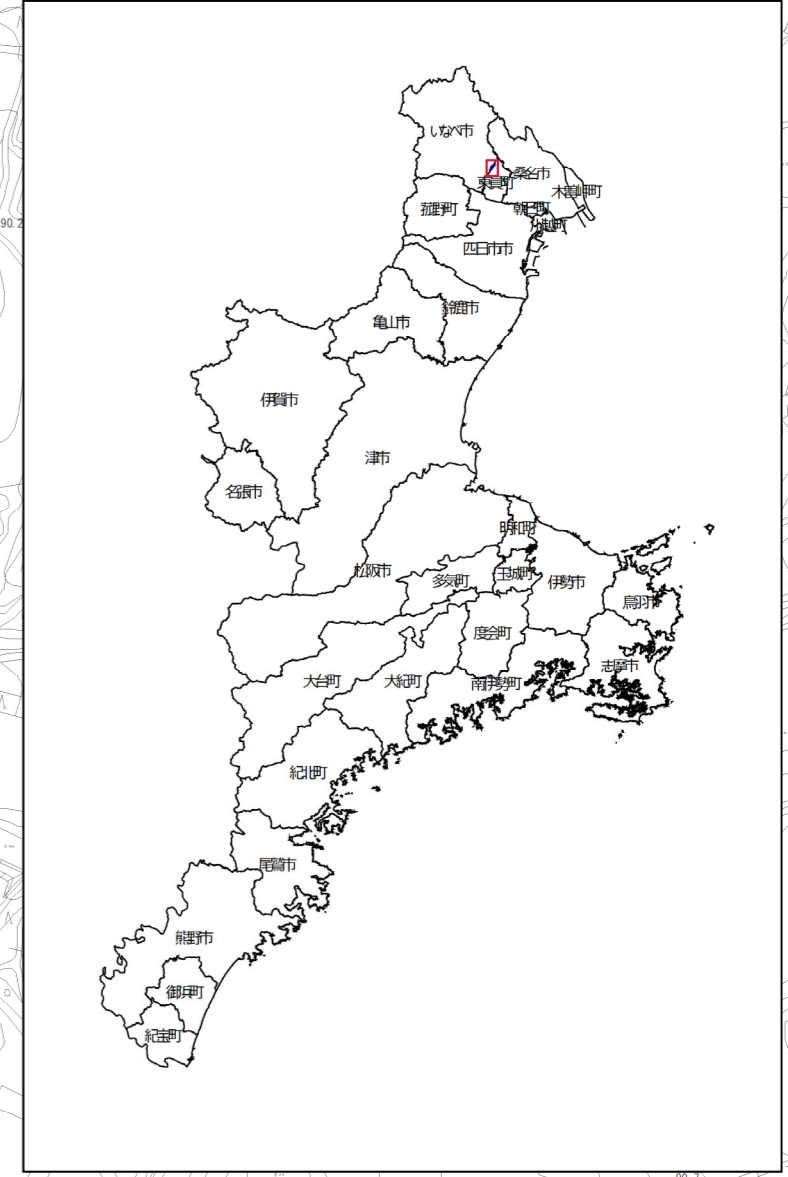 いなべ市
桑名市
東員町
木曽岬町
菰野町
朝日町
川越町
90.2
四日市市
鈴鹿市
亀山市
伊賀市
津市
名張市
明和町
松阪市
多気町
玉城町
伊勢市
鳥羽市
度会町
志摩市
大台町
大紀町
南伊勢町
紀北町
尾鷲市
熊野市
御浜町
紀宝町